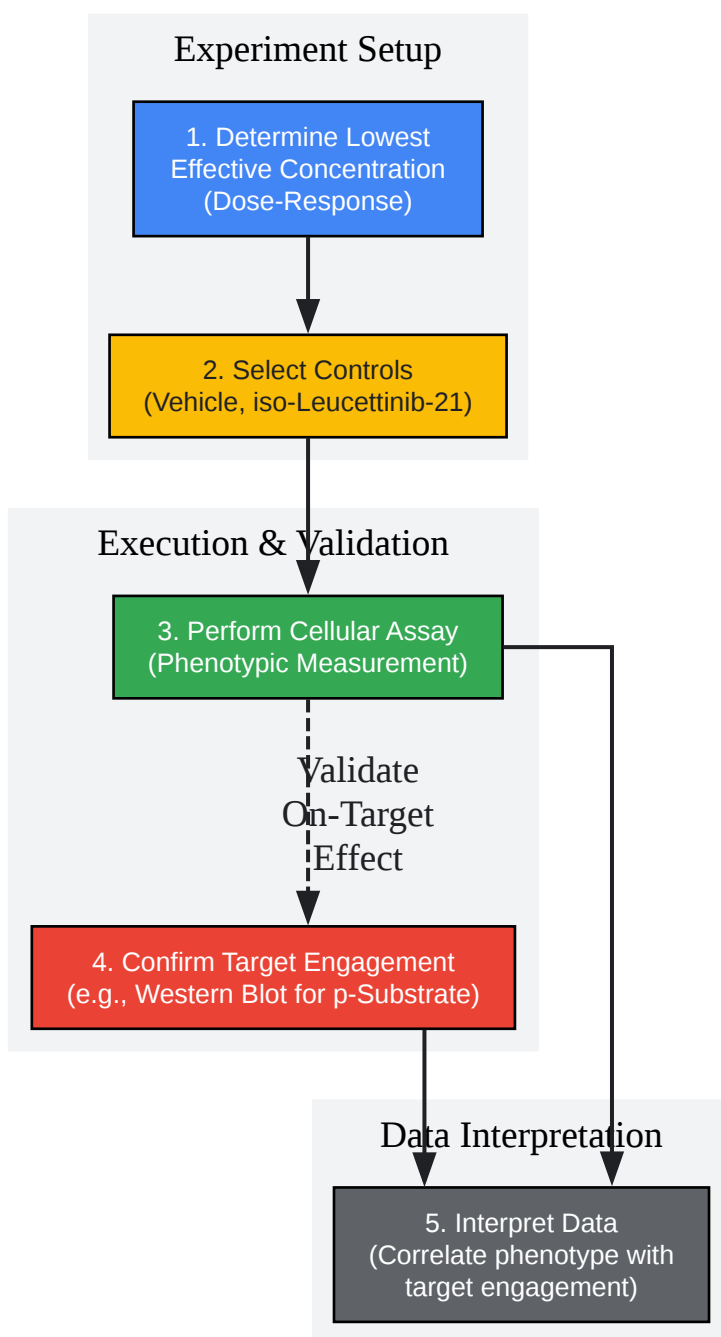 Experiment Setup
1. Determine Lowest
Effective Concentration
(Dose-Response)
2. Select Controls
(Vehicle, iso-Leucettinib-21)
Execution & Validation
3. Perform Cellular Assay
(Phenotypic Measurement)
Validate
On-Target
Effect
4. Confirm Target Engagement
(e.g., Western Blot for p-Substrate)
Data Interpretation
5. Interpret Data
(Correlate phenotype with
target engagement)